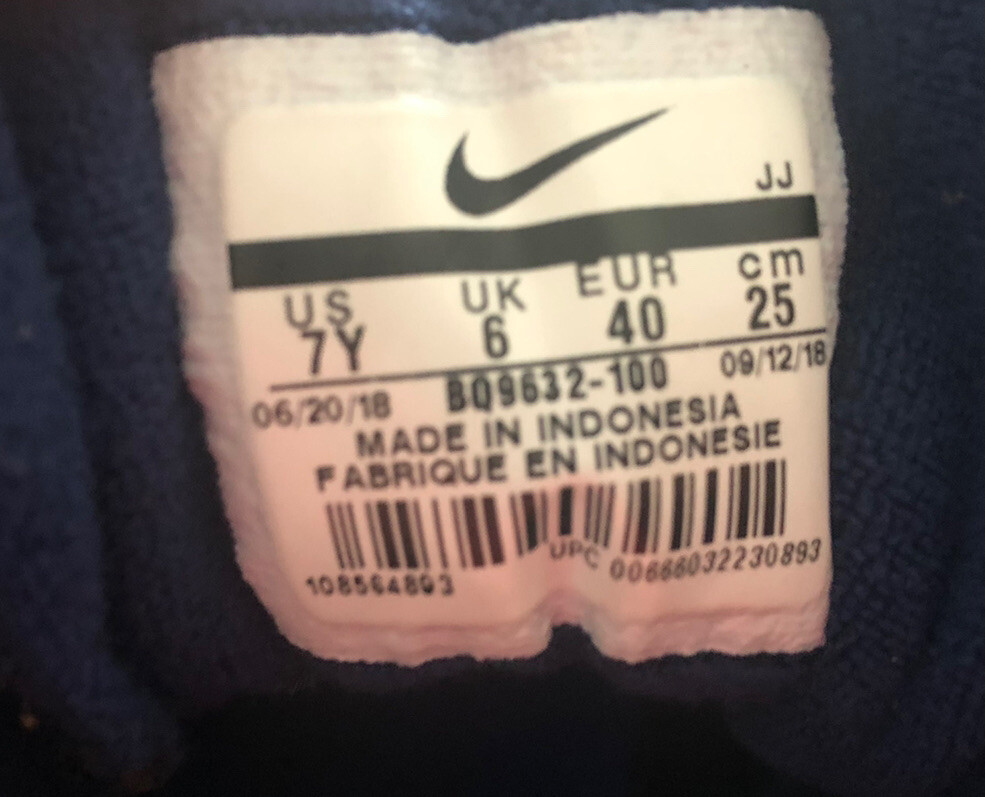 JJ
US UK EUR cm
7Y 6 40 25
06/20/18 BQ9632-100 09/12/18
MADE IN INDONESIA
FABRIQUE EN INDONESIE
108564893 UPC 00666032230893